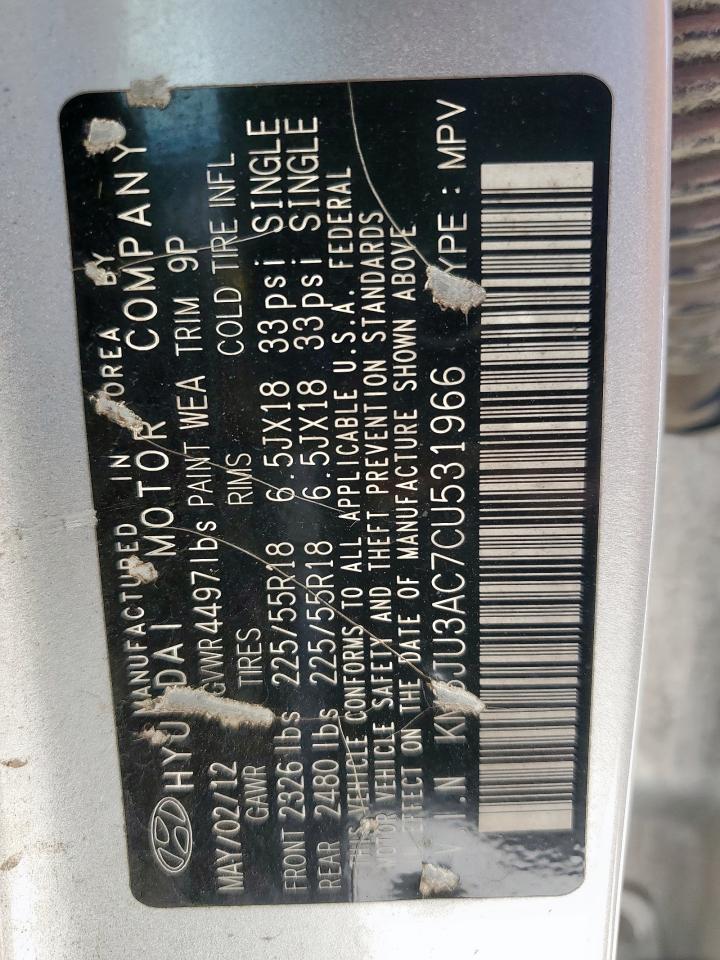 MANUFACTURED IN KOREA BY
HYUNDAI MOTOR COMPANY
MAY/02/12 GVWR 4497lbs PAINT WEA TRIM 9P
GAWR TIRES RIMS COLD TIRE INFL
FRONT 2326 lbs 225/55R18 6.5JX18 33psi SINGLE
REAR 2480 lbs 225/55R18 6.5JX18 33psi SINGLE
THIS VEHICLE CONFORMS TO ALL APPLICABLE U.S.A. FEDERAL
MOTOR VEHICLE SAFETY AND THEFT PREVENTION STANDARDS
IN EFFECT ON THE DATE OF MANUFACTURE SHOWN ABOVE
V.I.N JU3AC7CU531966 TYPE : MPV